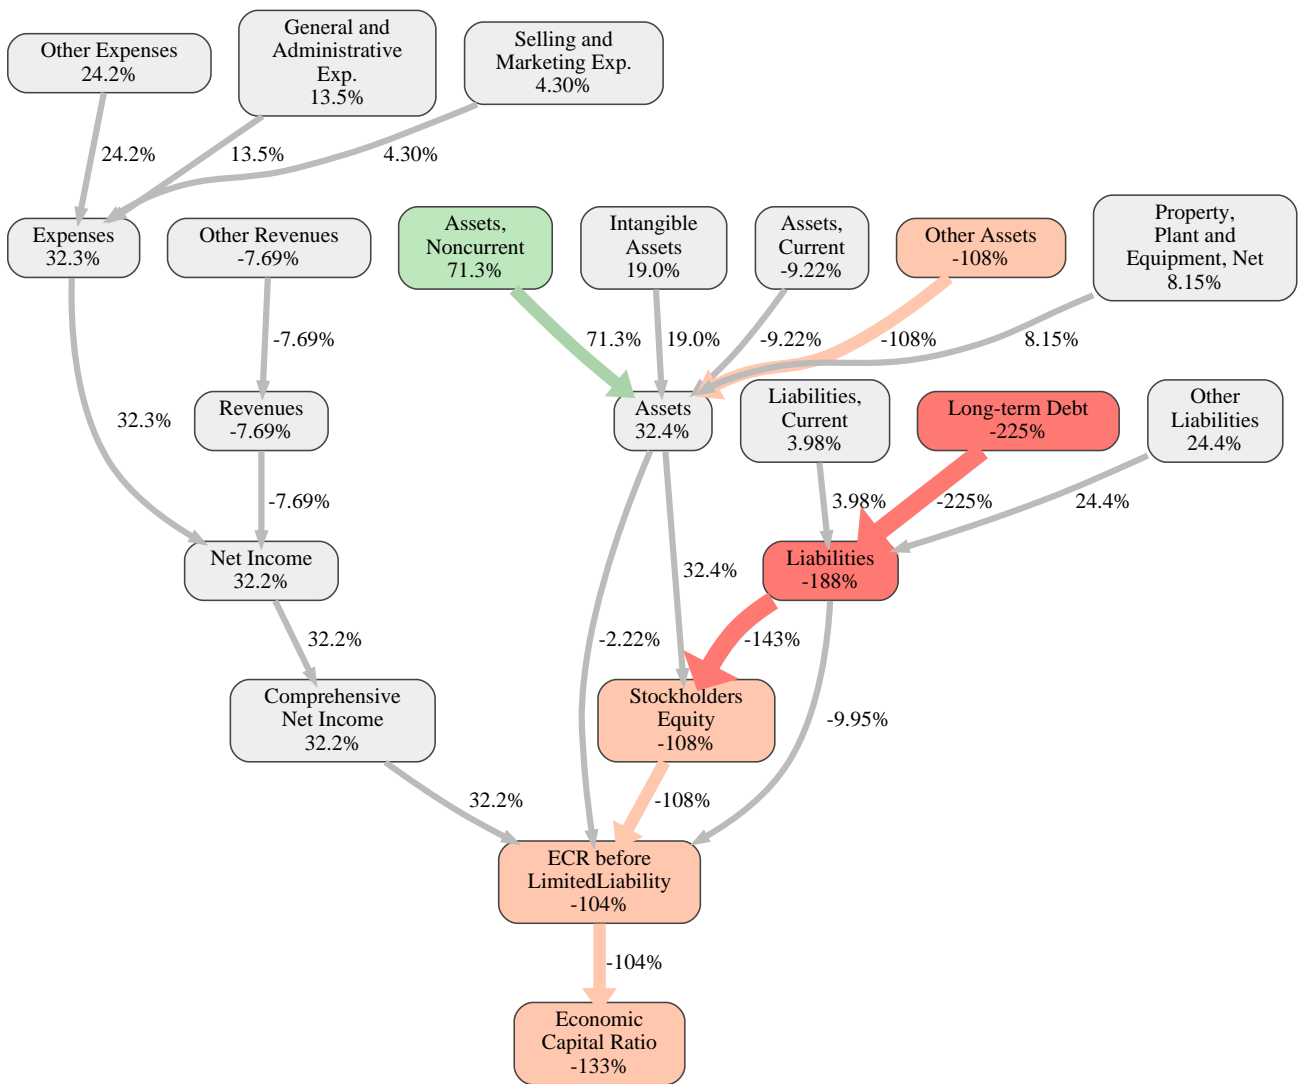 Other Expenses
24.2%
General and
Administrative
Exp.
13.5%
Selling and
Marketing Exp.
4.30%
24.2%
13.5%
4.30%
Expenses
32.3%
Other Revenues
-7.69%
Assets,
Noncurrent
71.3%
Intangible
Assets
19.0%
Assets,
Current
-9.22%
Other Assets
-108%
Property,
Plant and
Equipment, Net
8.15%
-7.69%
71.3%
19.0%
-9.22%
-108%
8.15%
32.3%
Revenues
-7.69%
Assets
32.4%
Liabilities,
Current
3.98%
Long-term Debt
-225%
Other
Liabilities
24.4%
-7.69%
3.98%
-225%
24.4%
Net Income
32.2%
32.4%
Liabilities
-188%
32.2%
-2.22%
-143%
-9.95%
Comprehensive
Net Income
32.2%
Stockholders
Equity
-108%
32.2%
-108%
ECR before
LimitedLiability
-104%
-104%
Economic
Capital Ratio
-133%